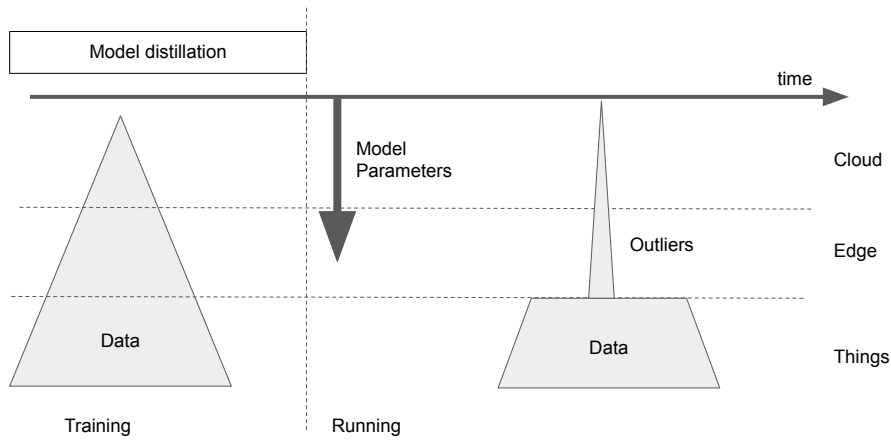 Model distillation
time
Model
Parameters
Cloud
Outliers
Edge
Data
Data
Things
Training
Running